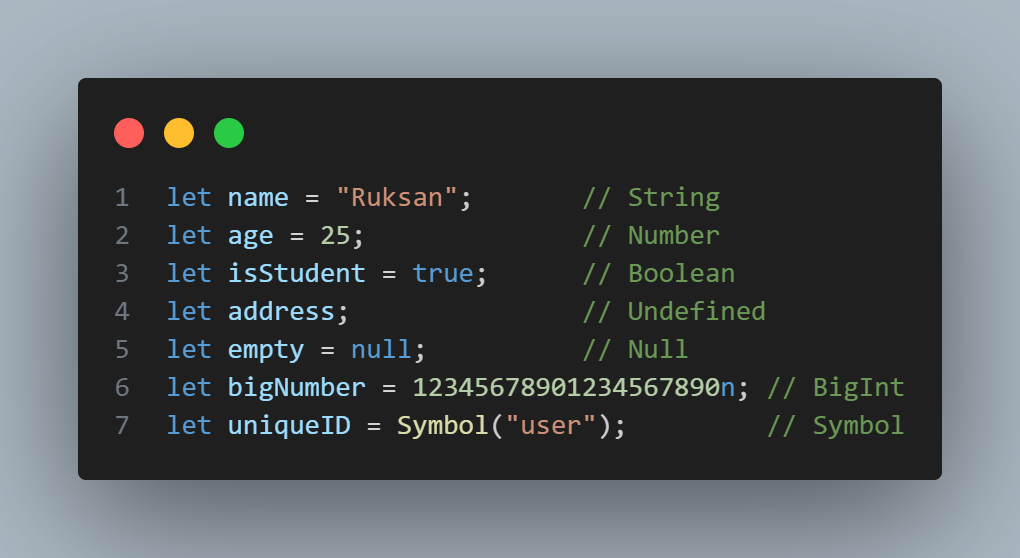 1 let name = "Ruksan"; // String
2 let age = 25; // Number
3 let isStudent = true; // Boolean
4 let address; // Undefined
5 let empty = null; // Null
6 let bigNumber = 12345678901234567890n; // BigInt
7 let uniqueID = Symbol("user"); // Symbol